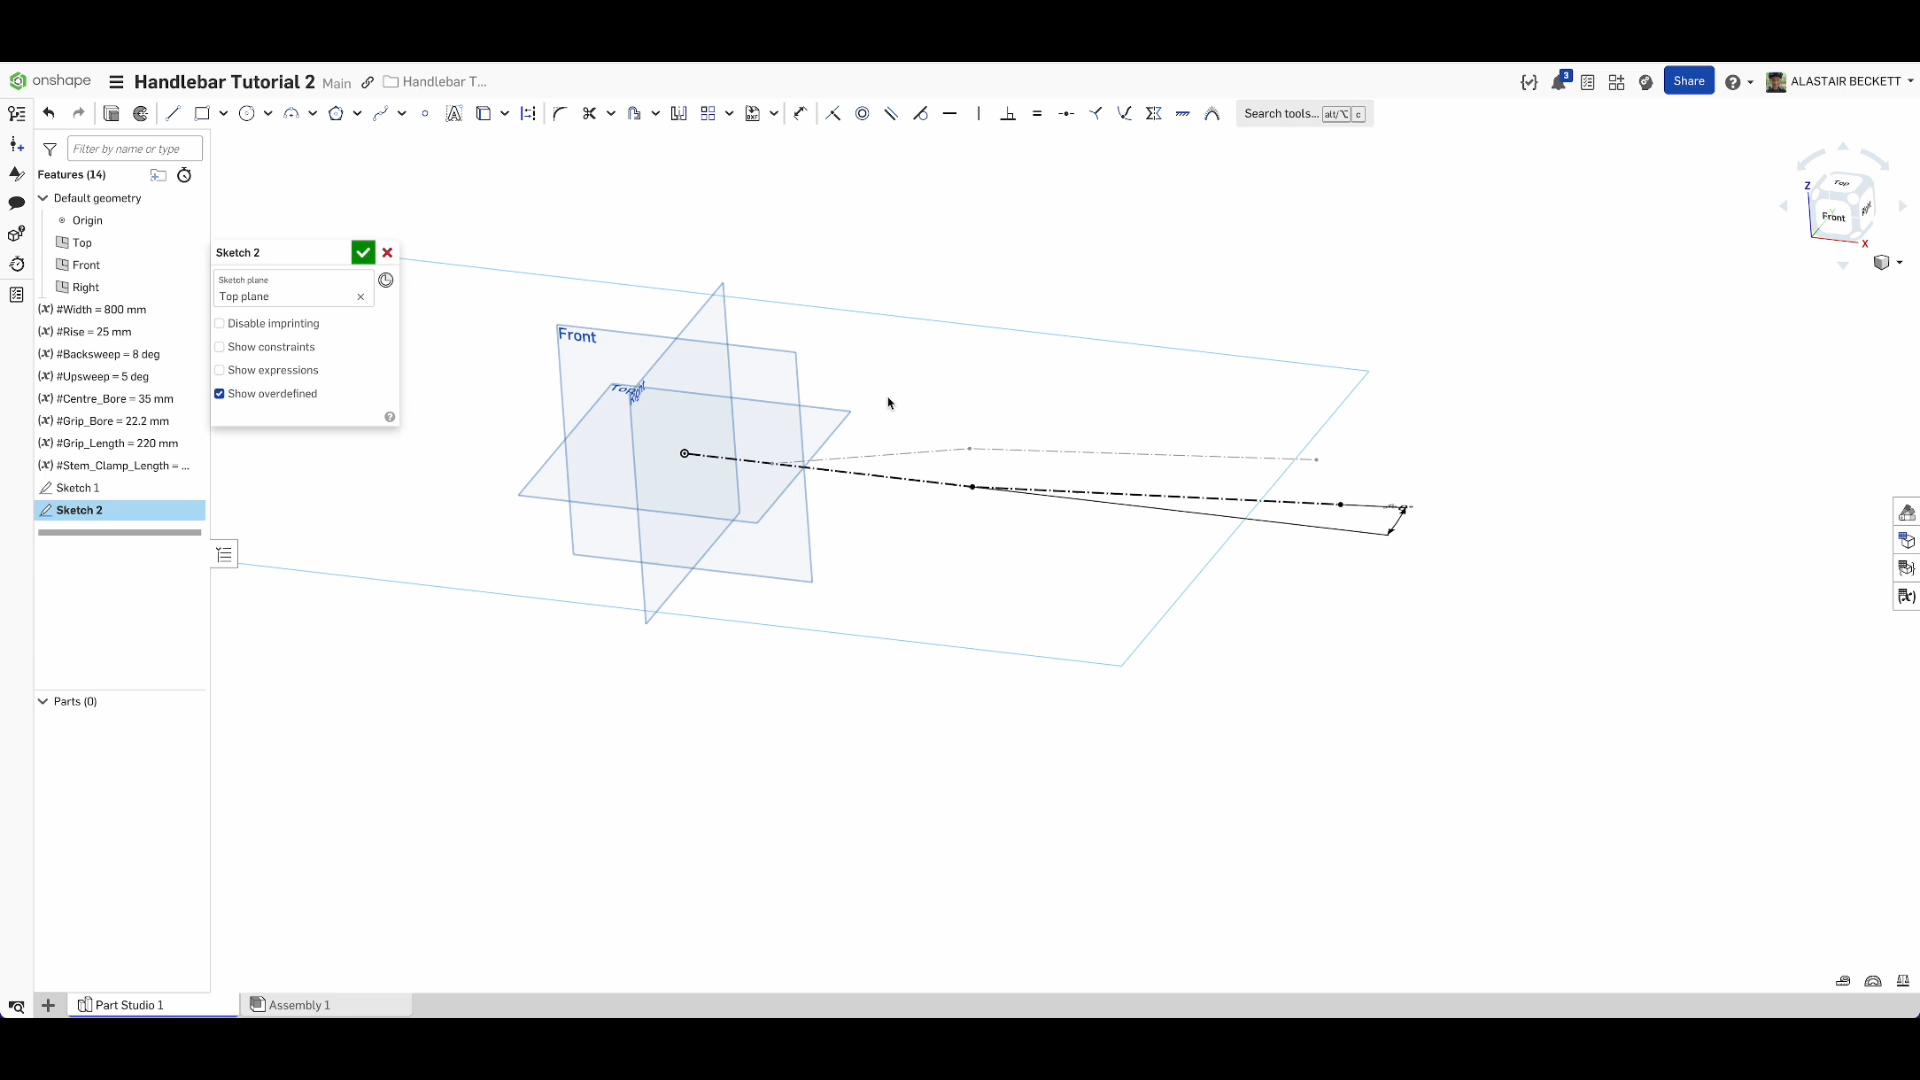 onshape
Handlebar Tutorial 2 Main Handlebar T...
3
Share
ALASTAIR BECKETT
Search tools... alt/⌥ c
Filter by name or type
Features (14)
Default geometry
Origin
Top
Front
Right
(x) #Width = 800 mm
(x) #Rise = 25 mm
(x) #Backsweep = 8 deg
(x) #Upsweep = 5 deg
(x) #Centre_Bore = 35 mm
(x) #Grip_Bore = 22.2 mm
(x) #Grip_Length = 220 mm
(x) #Stem_Clamp_Length = ...
Sketch 1
Sketch 2
Parts (0)
Sketch 2
Sketch plane
Top plane
Disable imprinting
Show constraints
Show expressions
Show overdefined
Front
Top
Z
Top
Front
Right
X
Part Studio 1
Assembly 1